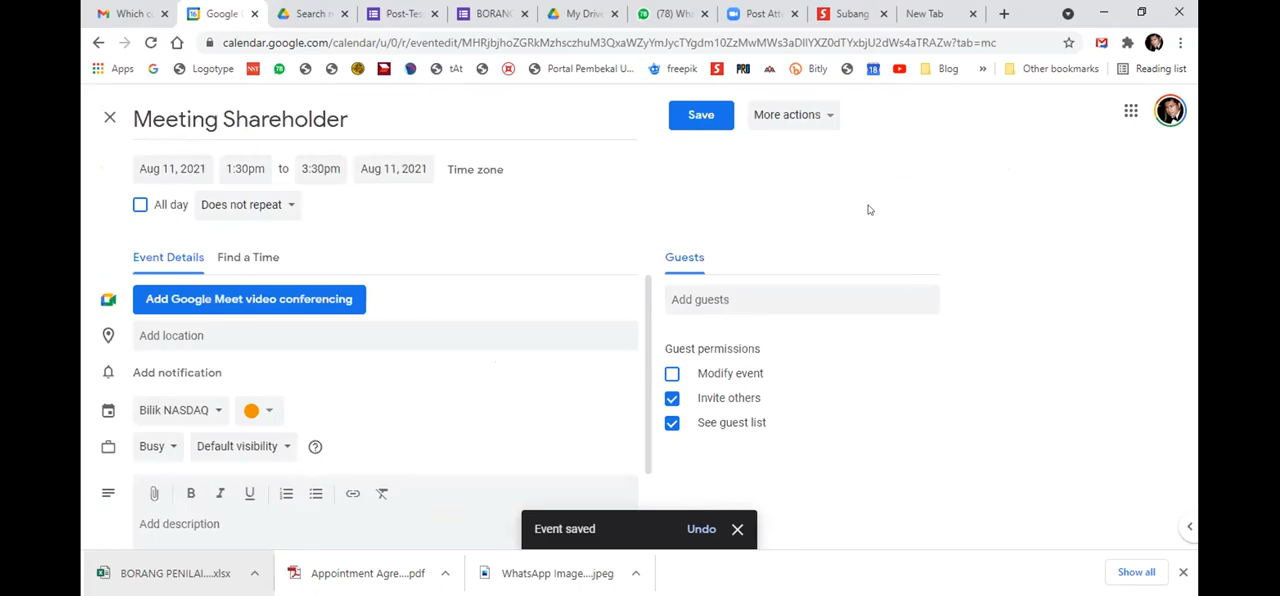 Which c
Google C
Search r
Post-Tes
BORANG
My Drive
(78) Wha
Post Att
Subang
New Tab
calendar.google.com/calendar/u/0/r/eventedit/
Apps
Logotype
tAt
Portal Pembekal U...
freepik
PRO
Bitly
18
Blog
»
Other bookmarks
Reading list
Meeting Shareholder
Save
More actions
Aug 11, 2021
1:30pm
to
3:30pm
Aug 11, 2021
Time zone
All day
Does not repeat
Event Details
Find a Time
Guests
Add Google Meet video conferencing
Add guests
Add location
Guest permissions
Add notification
Modify event
Bilik NASDAQ
Invite others
See guest list
Busy
Default visibility
B I U
Add description
Event saved
Undo
BORANG PENILAI....xlsx
Appointment Agre....pdf
WhatsApp Image....jpeg
Show all